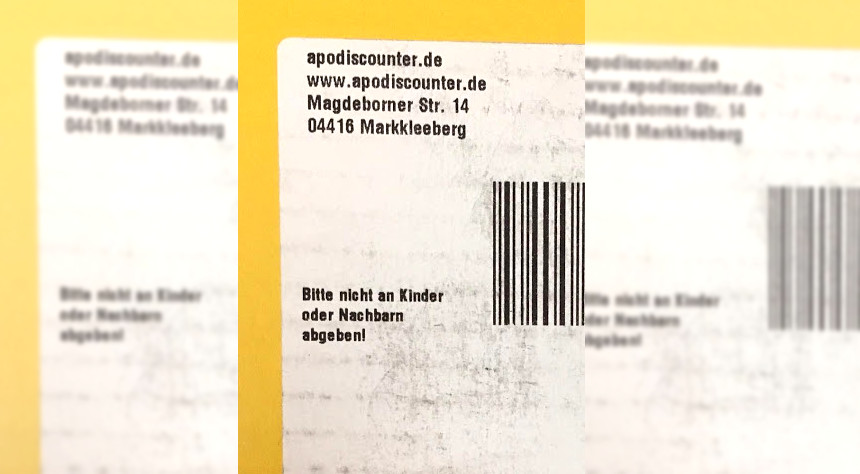 apodiscounter.de
www.apodiscounter.de
Magdeborner Str. 14
04416 Markkleeberg
Bitte nicht an Kinder
oder Nachbarn
abgeben!